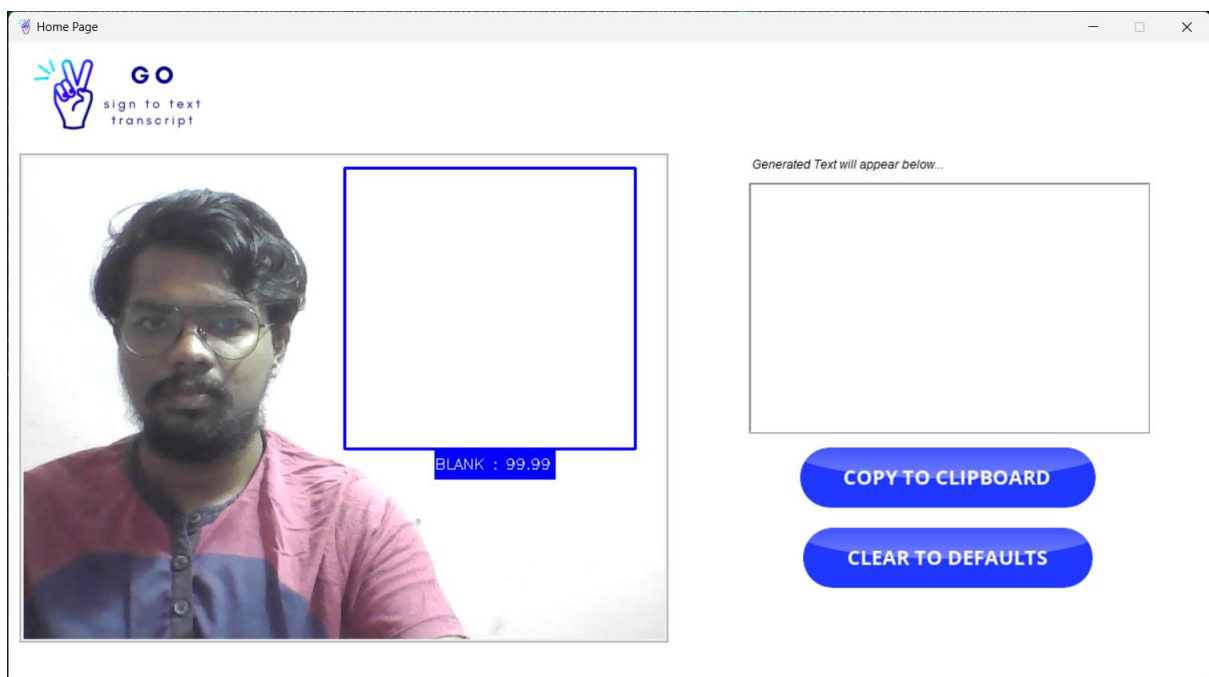 Home Page
GO
sign to text
transcript
Generated Text will appear below...
BLANK : 99.99
COPY TO CLIPBOARD
CLEAR TO DEFAULTS